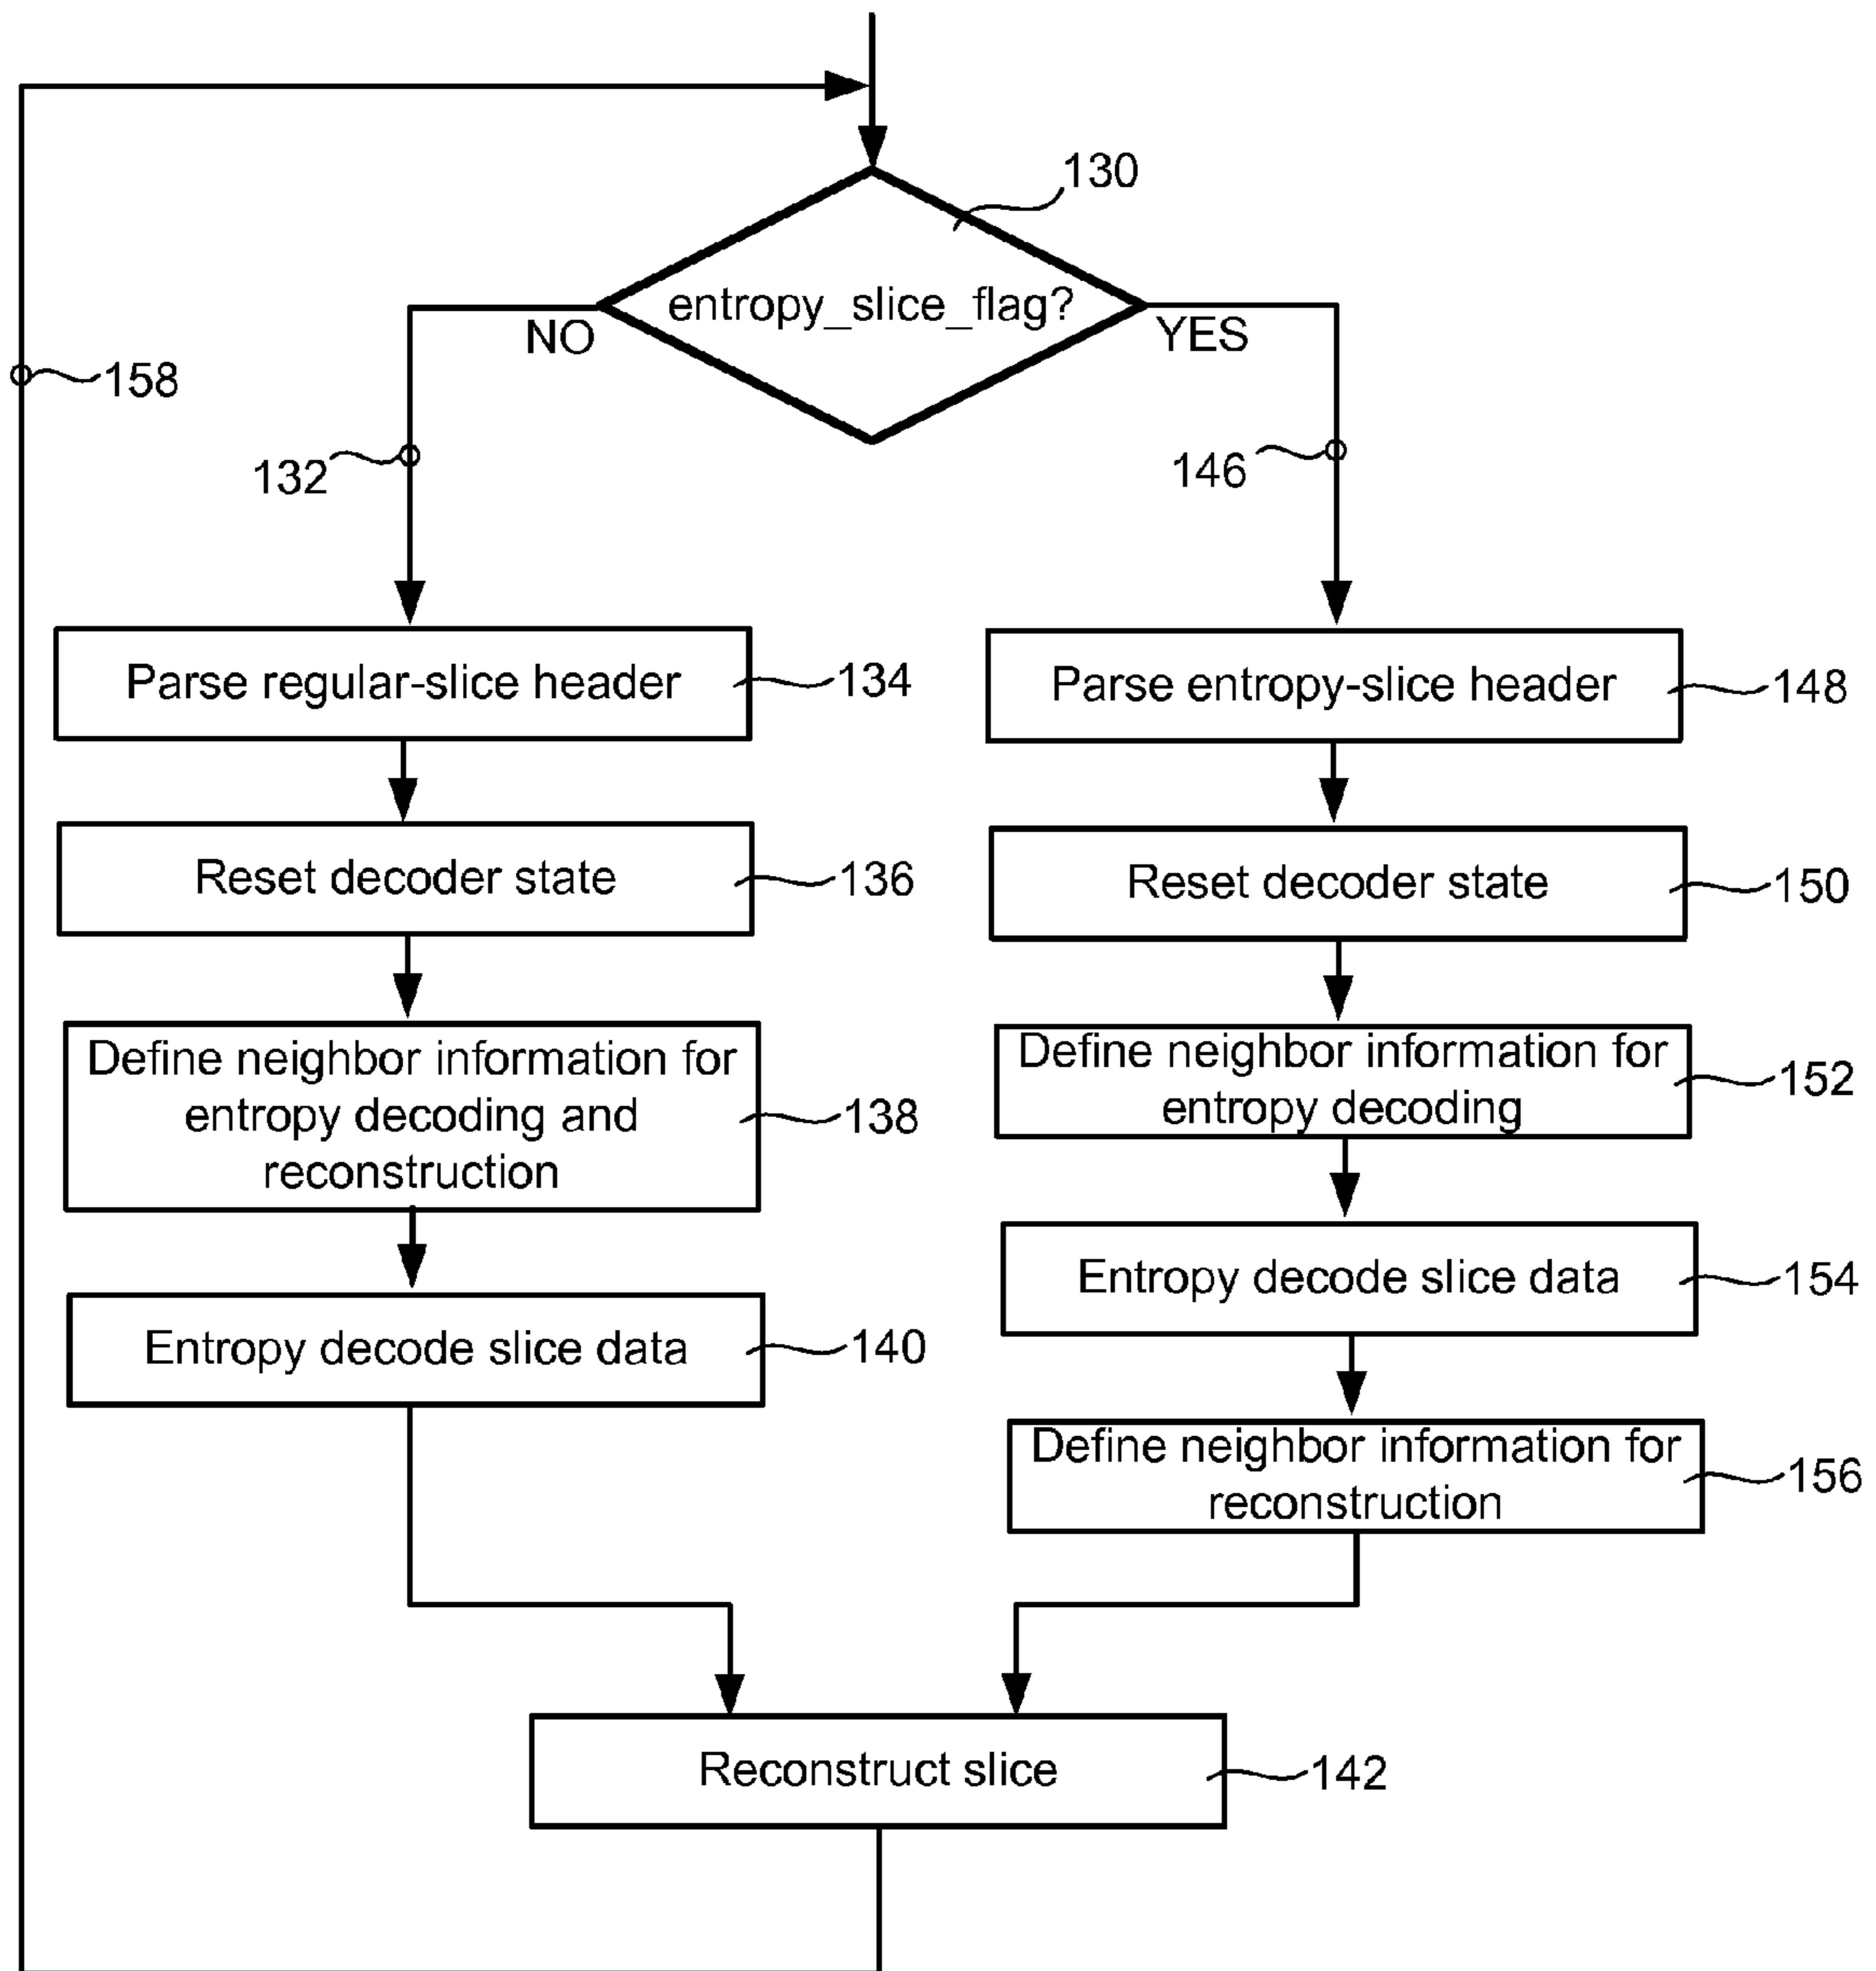 130
entropy_slice_flag?
NO
YES
158
132
146
Parse regular-slice header
134
Parse entropy-slice header
148
Reset decoder state
136
Reset decoder state
150
Define neighbor information for
entropy decoding and
reconstruction
138
Define neighbor information for
entropy decoding
152
Entropy decode slice data
154
Entropy decode slice data
140
Define neighbor information for
reconstruction
156
Reconstruct slice
142